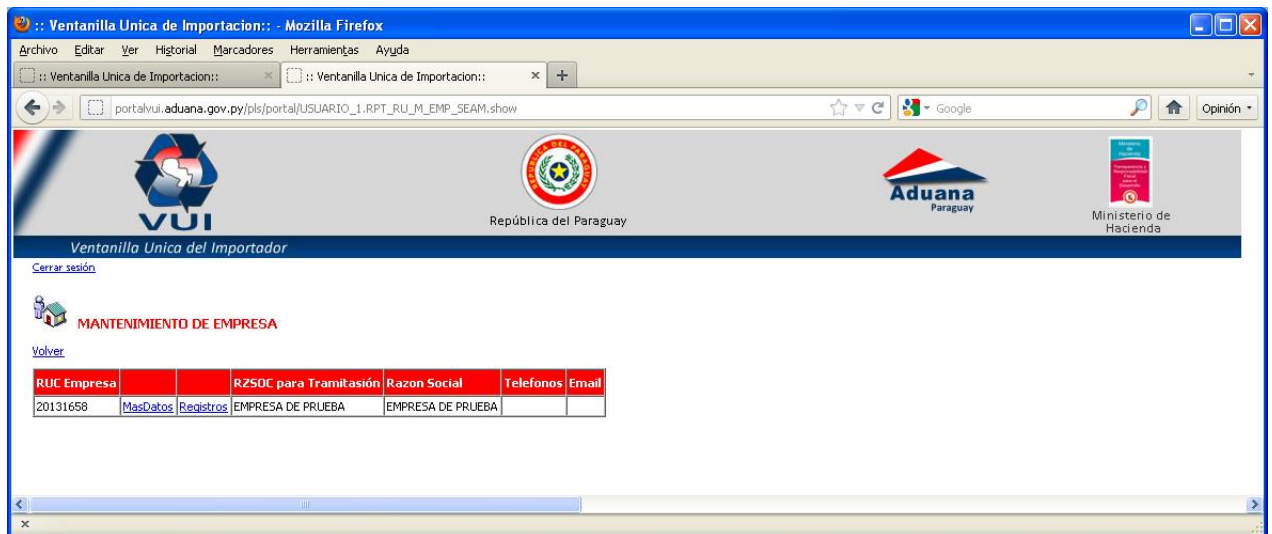 :: Ventanilla Unica de Importacion:: - Mozilla Firefox
Archivo Editar Ver Historial Marcadores Herramientas Ayuda
:: Ventanilla Unica de Importacion:: :: Ventanilla Unica de Importacion::
portalvui.aduana.gov.py/pls/portal/USUARIO_1.RPT_RU_M_EMP_SEAM.show Google Opinión
VUI
República del Paraguay
Aduana
Paraguay
Ministerio de
Hacienda
Ventanilla Unica del Importador
Cerrar sesión
MANTENIMIENTO DE EMPRESA
Volver
RUC Empresa RZSOC para Tramitasión Razon Social Telefonos Email
20131658 MasDatos Registros EMPRESA DE PRUEBA EMPRESA DE PRUEBA